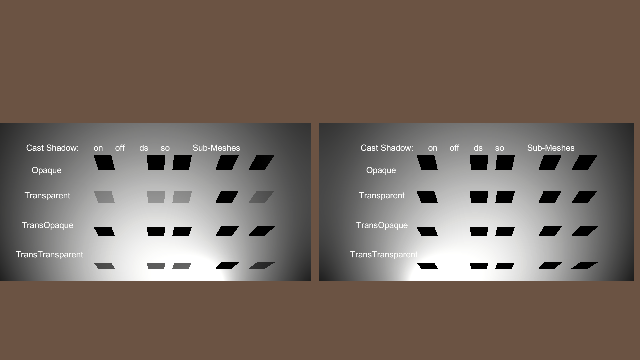 Cast Shadow: on off ds so Sub-Meshes
Opaque
Transparent
TransOpaque
TransTransparent
Cast Shadow: on off ds so Sub-Meshes
Opaque
Transparent
TransOpaque
TransTransparent